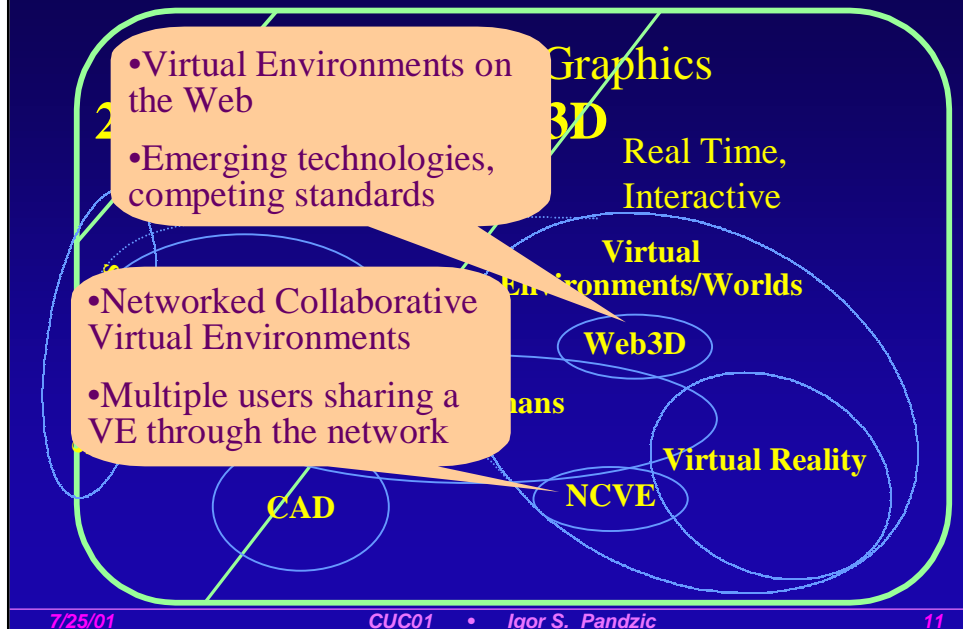 •Virtual Environments on
the Web
•Emerging technologies,
competing standards
Graphics
2
3D
Real Time,
Interactive
Virtual
Environments/Worlds
•Networked Collaborative
Virtual Environments
•Multiple users sharing a
VE through the network
Web3D
mans
Virtual Reality
CAD
NCVE
7/25/01 CUC01 • Igor S. Pandzic 11